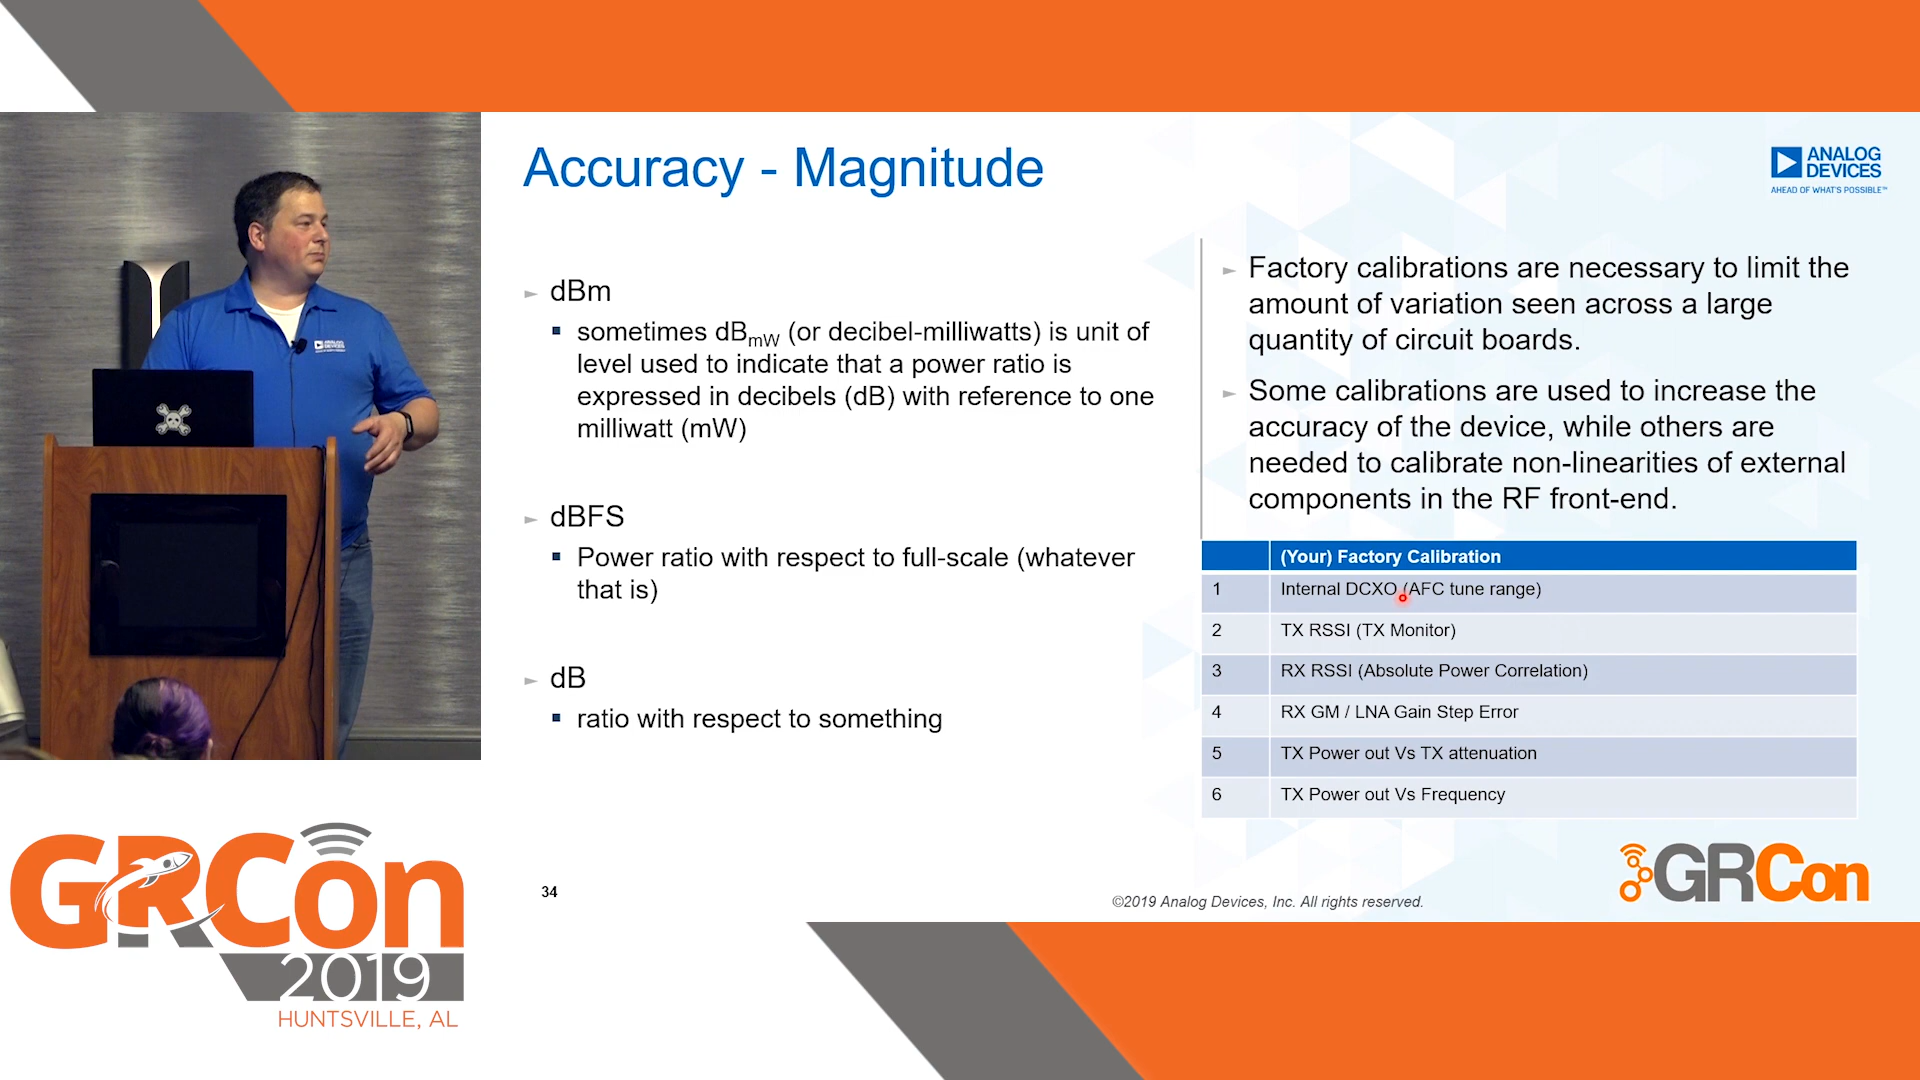 Accuracy - Magnitude
ANALOG
DEVICES
AHEAD OF WHAT'S POSSIBLE™
► dBm
▪ sometimes dBmW (or decibel-milliwatts) is unit of
level used to indicate that a power ratio is
expressed in decibels (dB) with reference to one
milliwatt (mW)
► dBFS
▪ Power ratio with respect to full-scale (whatever
that is)
► dB
▪ ratio with respect to something
► Factory calibrations are necessary to limit the
amount of variation seen across a large
quantity of circuit boards.
► Some calibrations are used to increase the
accuracy of the device, while others are
needed to calibrate non-linearities of external
components in the RF front-end.
(Your) Factory Calibration
1 Internal DCXO (AFC tune range)
2 TX RSSI (TX Monitor)
3 RX RSSI (Absolute Power Correlation)
4 RX GM / LNA Gain Step Error
5 TX Power out Vs TX attenuation
6 TX Power out Vs Frequency
34
©2019 Analog Devices, Inc. All rights reserved.
GRCon
ANALOG
DEVICES
GRCon
2019
HUNTSVILLE, AL